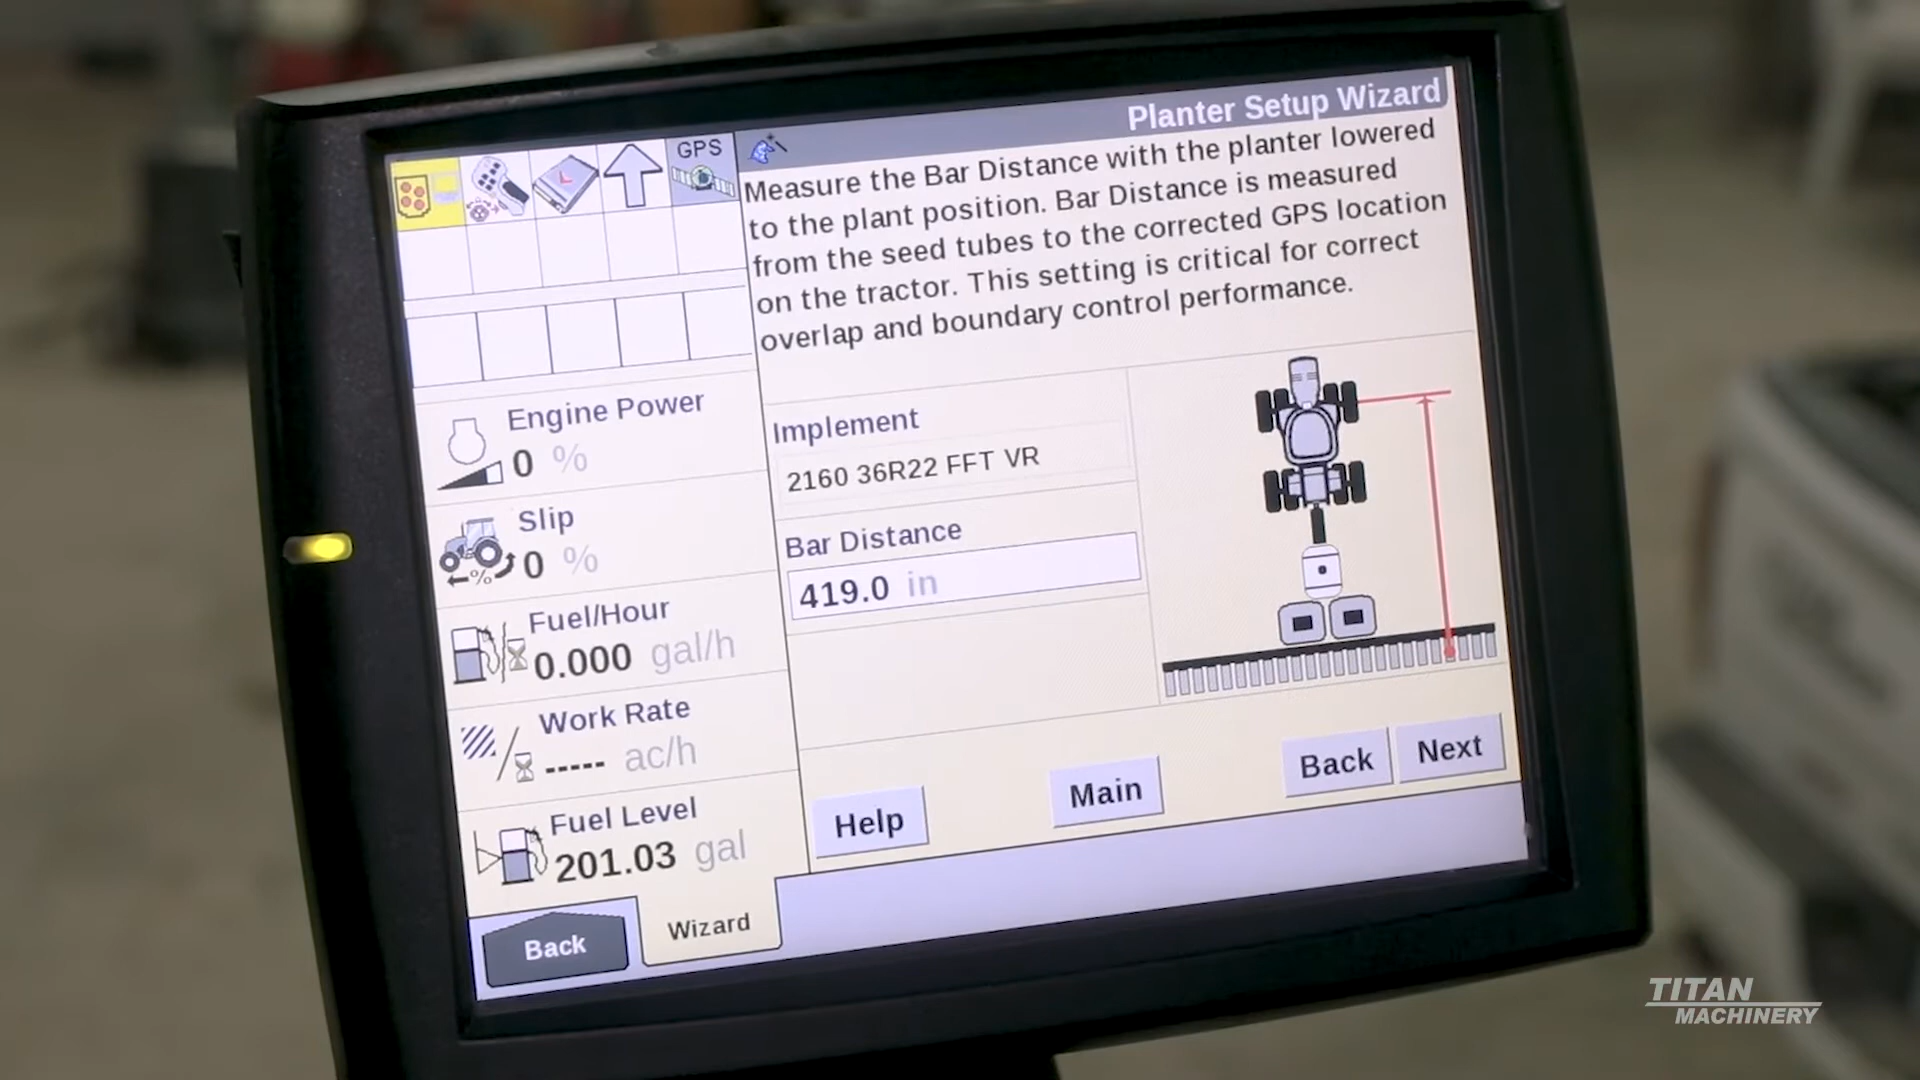 Planter Setup Wizard
GPS
Measure the Bar Distance with the planter lowered
to the plant position. Bar Distance is measured
from the seed tubes to the corrected GPS location
on the tractor. This setting is critical for correct
overlap and boundary control performance.
Engine Power
0 %
Slip
0 %
%
Fuel/Hour
0.000 gal/h
Work Rate
----- ac/h
Fuel Level
201.03 gal
Implement
2160 36R22 FFT VR
Bar Distance
419.0 in
Help
Main
Back
Next
Back
Wizard
TITAN
MACHINERY